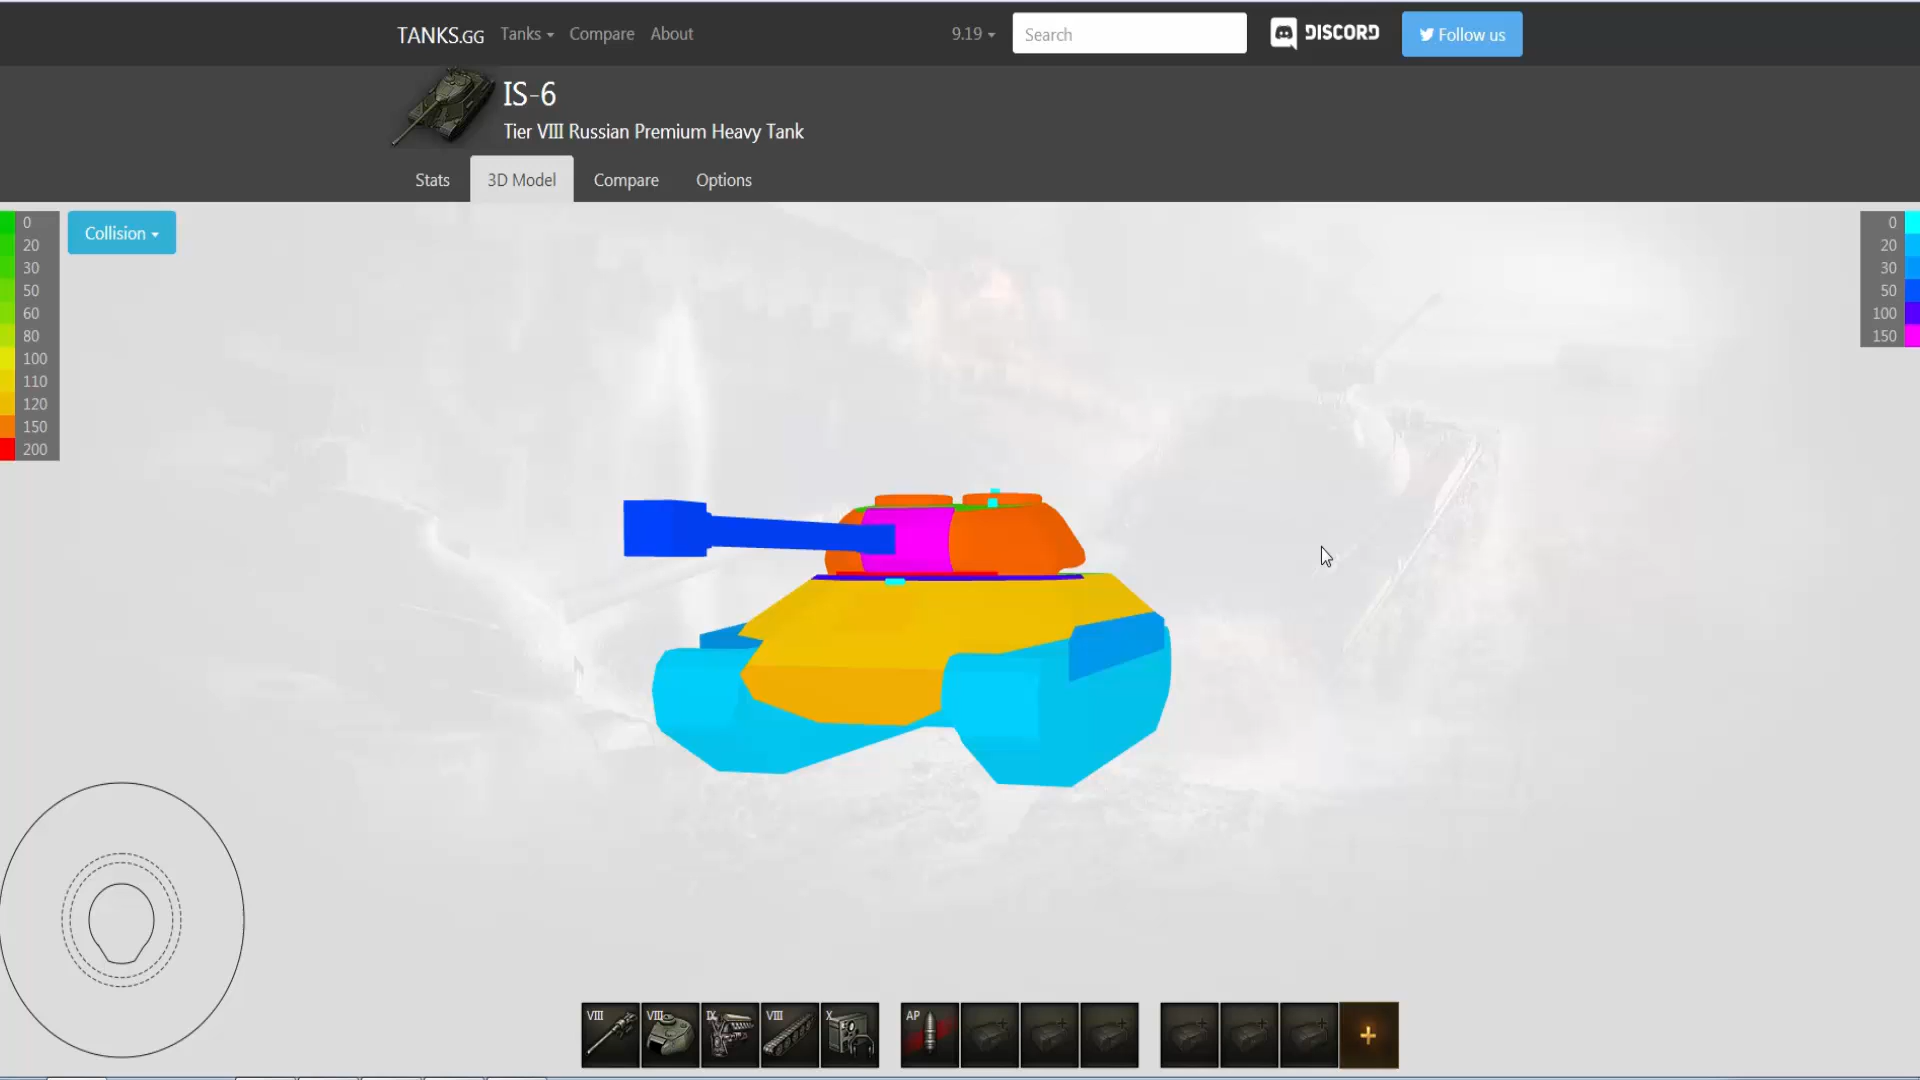 TANKS.GG Tanks Compare About 9.19 Search DISCORD Follow us
IS-6
Tier VIII Russian Premium Heavy Tank
Stats 3D Model Compare Options
Collision
0
20
30
50
60
80
100
110
120
150
200
0
20
30
50
100
150
VIII VIII IX VIII X AP